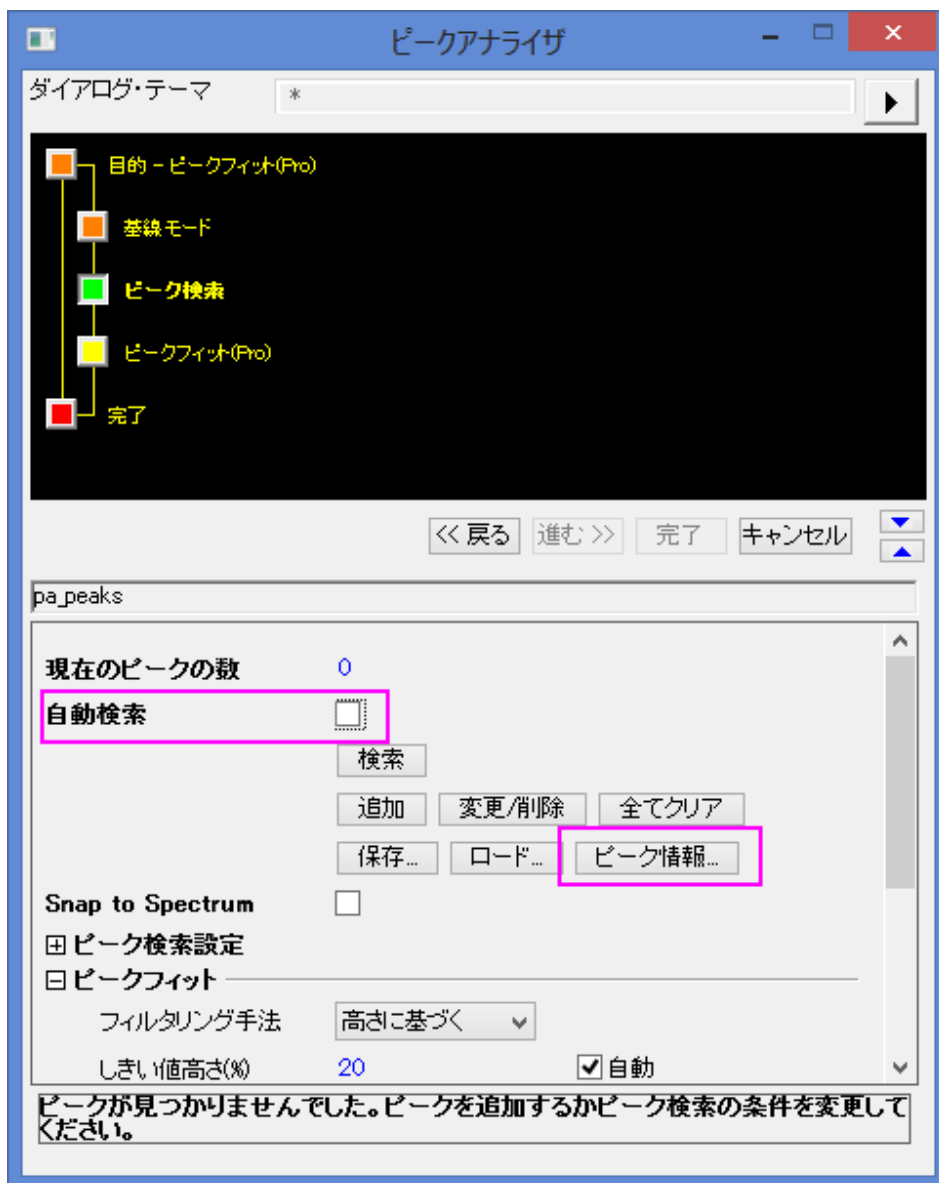 ピークアナライザ
ダイアログ・テーマ *
目的 - ピークフィット(Pro)
基線モード
ピーク検索
ピークフィット(Pro)
完了
<< 戻る 進む >> 完了 キャンセル
pa_peaks
現在のピークの数 0
自動検索
検索
追加 変更/削除 全てクリア
保存... ロード... ピーク情報...
Snap to Spectrum
ピーク検索設定
ピークフィット
フィルタリング手法 高さに基づく
しきい値高さ(%) 20 自動
ピークが見つかりませんでした。ピークを追加するかピーク検索の条件を変更して
ください。